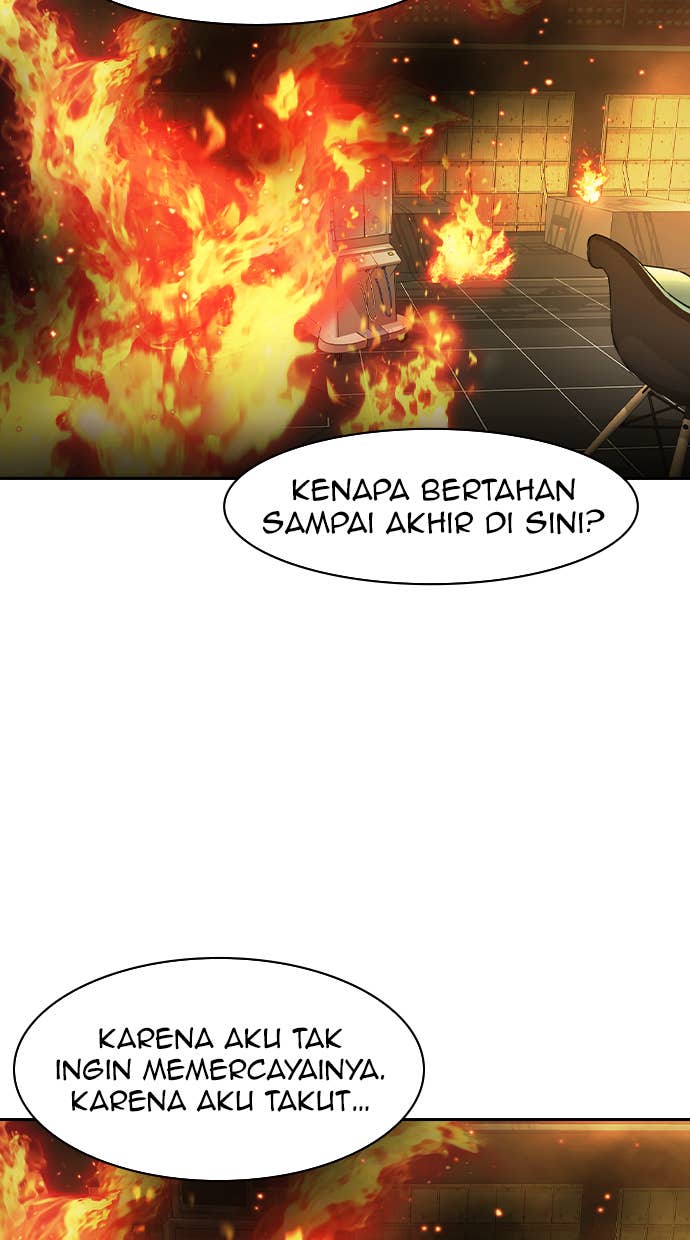 KENAPA BERTAHAN
SAMPAI AKHIR DI SINI?
KARENA AKU TAK
INGIN MEMERCAYAINYA.
KARENA AKU TAKUT...